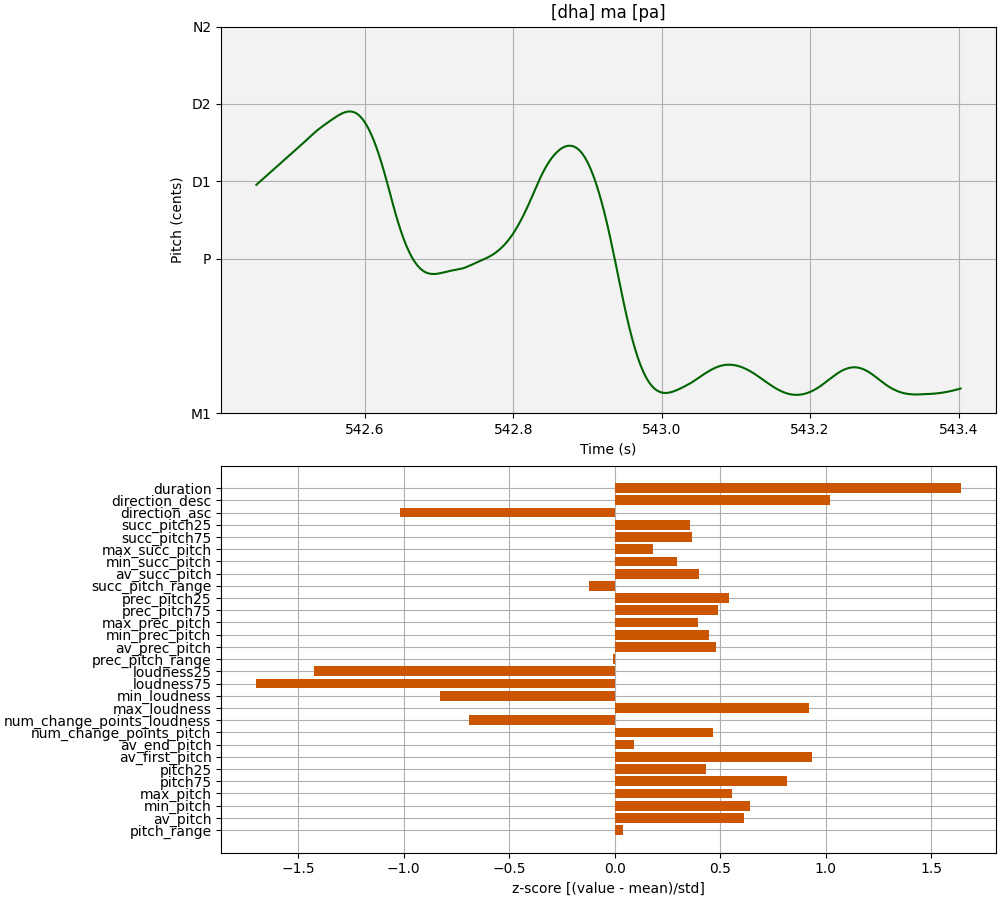 [dha] ma [pa]
N2
D2
D1
P
M1
Pitch (cents)
542.6 542.8 543.0 543.2 543.4
Time (s)
duration
direction_desc
direction_asc
succ_pitch25
succ_pitch75
max_succ_pitch
min_succ_pitch
av_succ_pitch
succ_pitch_range
prec_pitch25
prec_pitch75
max_prec_pitch
min_prec_pitch
av_prec_pitch
prec_pitch_range
loudness25
loudness75
min_loudness
max_loudness
num_change_points_loudness
num_change_points_pitch
av_end_pitch
av_first_pitch
pitch25
pitch75
max_pitch
min_pitch
av_pitch
pitch_range
−1.5 −1.0 −0.5 0.0 0.5 1.0 1.5
z-score [(value - mean)/std]